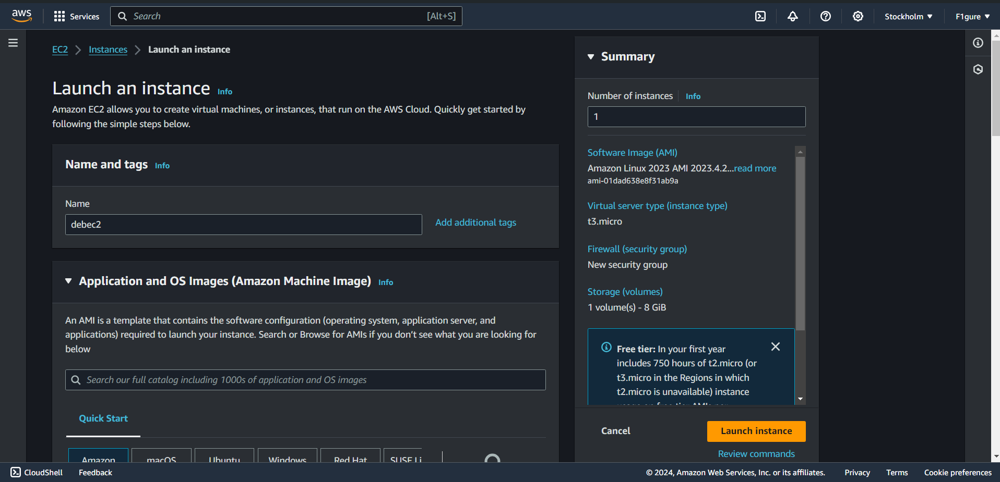 aws
Services
Search
[Alt+S]
Stockholm
F1gure
EC2
Instances
Launch an instance
Launch an instance
Info
Amazon EC2 allows you to create virtual machines, or instances, that run on the AWS Cloud. Quickly get started by
following the simple steps below.
Name and tags
Info
Name
debec2
Add additional tags
Application and OS Images (Amazon Machine Image)
Info
An AMI is a template that contains the software configuration (operating system, application server, and
applications) required to launch your instance. Search or Browse for AMIs if you don’t see what you are looking for
below
Search our full catalog including 1000s of application and OS images
Quick Start
Amazon
macOS
Ubuntu
Windows
Red Hat
SUSE Li
Summary
Number of instances
Info
1
Software Image (AMI)
Amazon Linux 2023 AMI 2023.4.2...read more
ami-01dad638e8f31ab9a
Virtual server type (instance type)
t3.micro
Firewall (security group)
New security group
Storage (volumes)
1 volume(s) - 8 GiB
Free tier: In your first year
includes 750 hours of t2.micro (or
t3.micro in the Regions in which
t2.micro is unavailable) instance
Cancel
Launch instance
Review commands
CloudShell
Feedback
© 2024, Amazon Web Services, Inc. or its affiliates.
Privacy
Terms
Cookie preferences